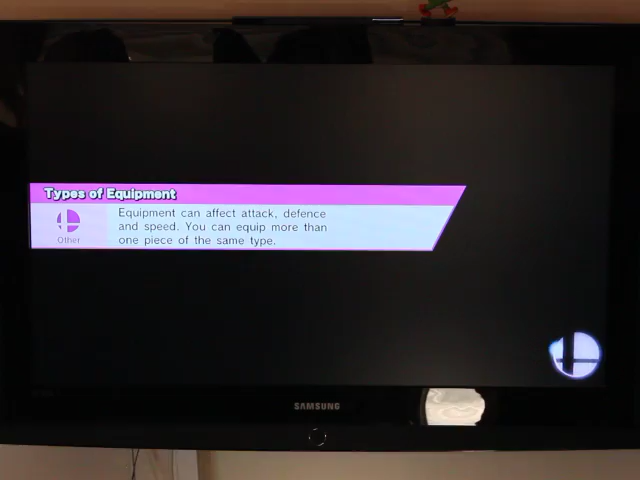 Types of Equipment
Equipment can affect attack, defence
and speed. You can equip more than
one piece of the same type.
Other
SAMSUNG